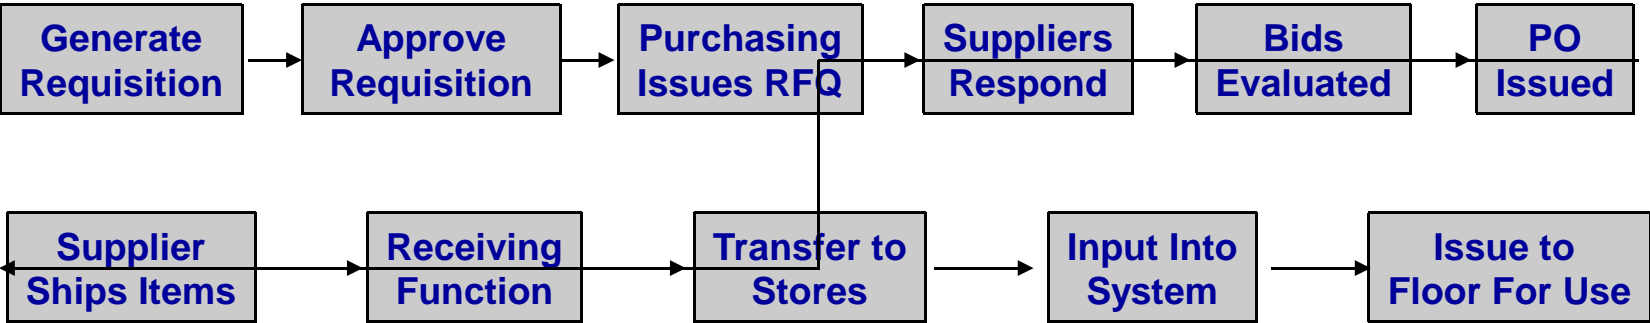 Generate
Requisition
Approve
Requisition
Purchasing
Issues RFQ
Suppliers
Respond
Bids
Evaluated
PO
Issued
Supplier
Ships Items
Receiving
Function
Transfer to
Stores
Input Into
System
Issue to
Floor For Use